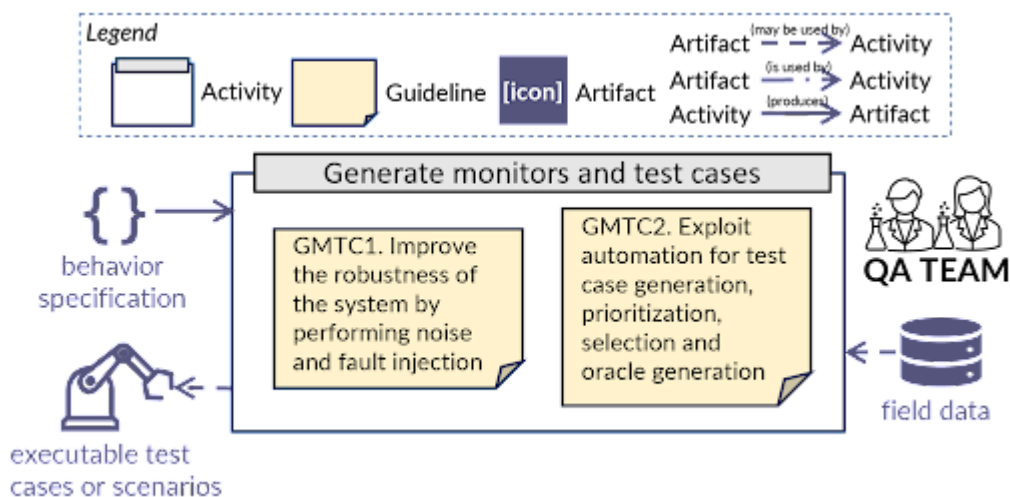 Legend
Activity
Guideline
[icon]
Artifact
Artifact (may be used by) Activity
Artifact (is used by) Activity
Activity (produces) Artifact
Generate monitors and test cases
{ }
behavior
specification
GMTC1. Improve
the robustness of
the system by
performing noise
and fault injection
GMTC2. Exploit
automation for test
case generation,
prioritization,
selection and
oracle generation
QA TEAM
field data
executable test
cases or scenarios